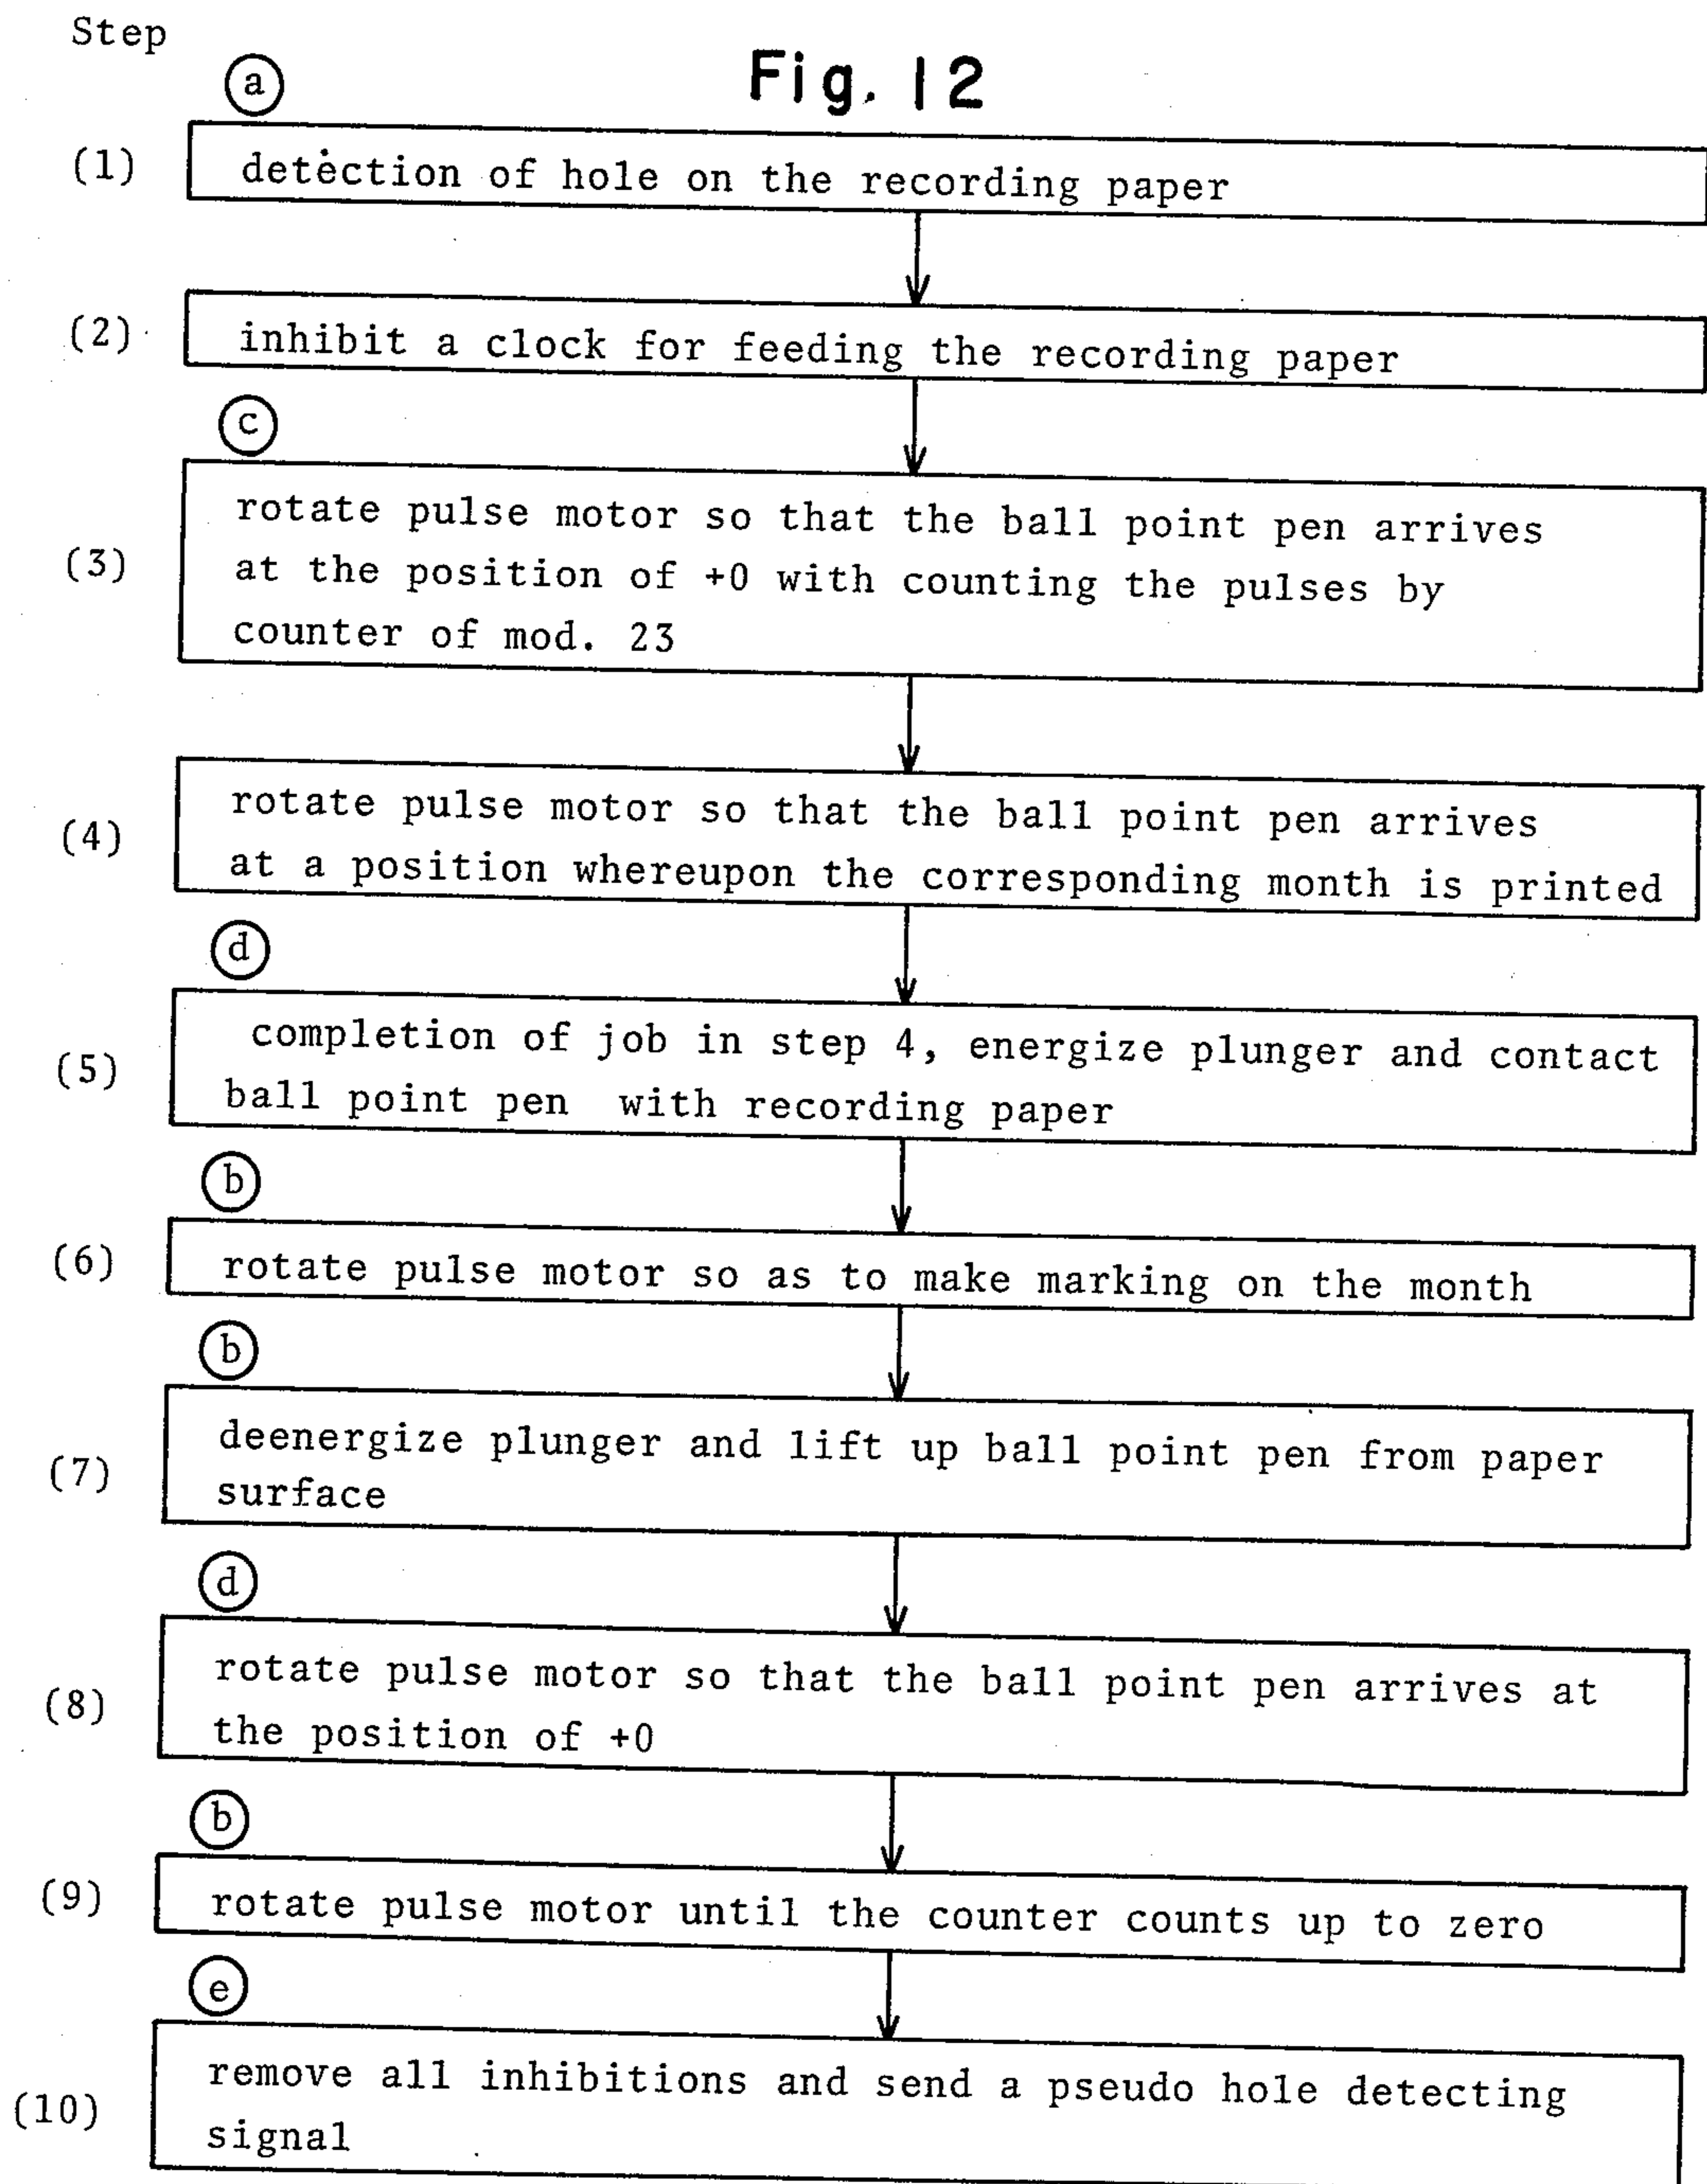 Step
Fig. 12
a
(1) detection of hole on the recording paper
(2) inhibit a clock for feeding the recording paper
c
(3) rotate pulse motor so that the ball point pen arrives
at the position of +0 with counting the pulses by
counter of mod. 23
(4) rotate pulse motor so that the ball point pen arrives
at a position whereupon the corresponding month is printed
d
(5) completion of job in step 4, energize plunger and contact
ball point pen with recording paper
b
(6) rotate pulse motor so as to make marking on the month
b
(7) deenergize plunger and lift up ball point pen from paper
surface
d
(8) rotate pulse motor so that the ball point pen arrives at
the position of +0
b
(9) rotate pulse motor until the counter counts up to zero
e
(10) remove all inhibitions and send a pseudo hole detecting
signal